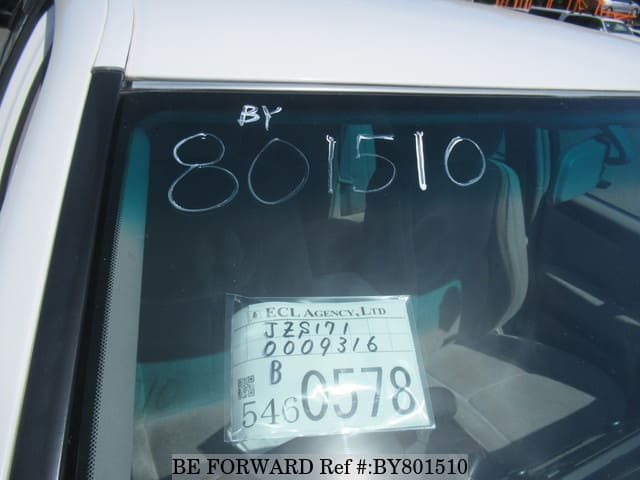 BY
801510
ECL AGENCY,LTD
JZS171
0009316
B
5460578
BE FORWARD Ref #:BY801510